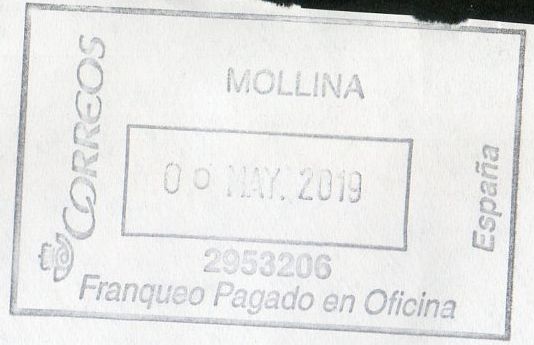 CORREOS
MOLLINA
MAY. 2019
2953206
Franqueo Pagado en Oficina
España